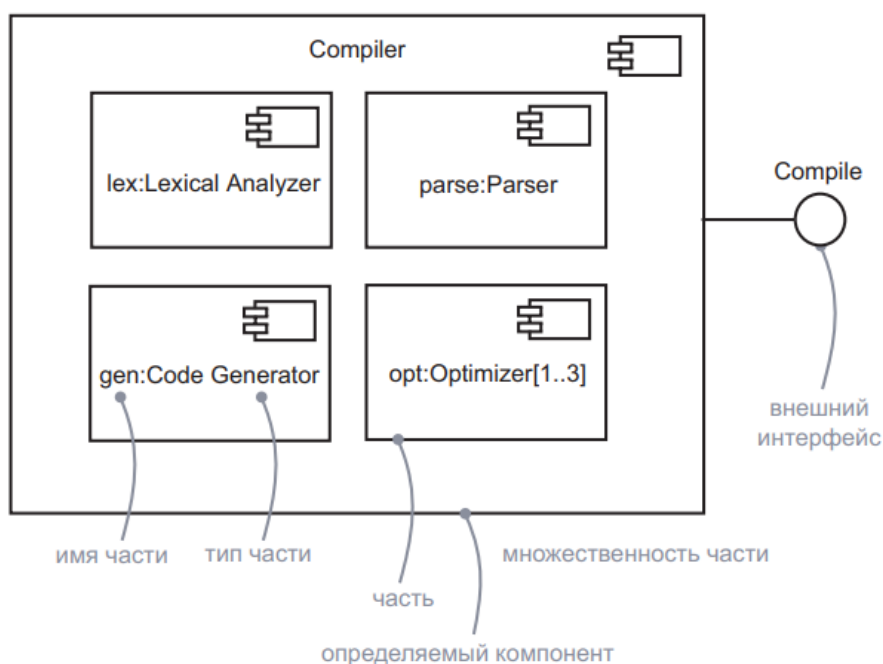 Compiler
lex:Lexical Analyzer
parse:Parser
Compile
gen:Code Generator
opt:Optimizer[1..3]
внешний
интерфейс
имя части
тип части
множественность части
часть
определяемый компонент